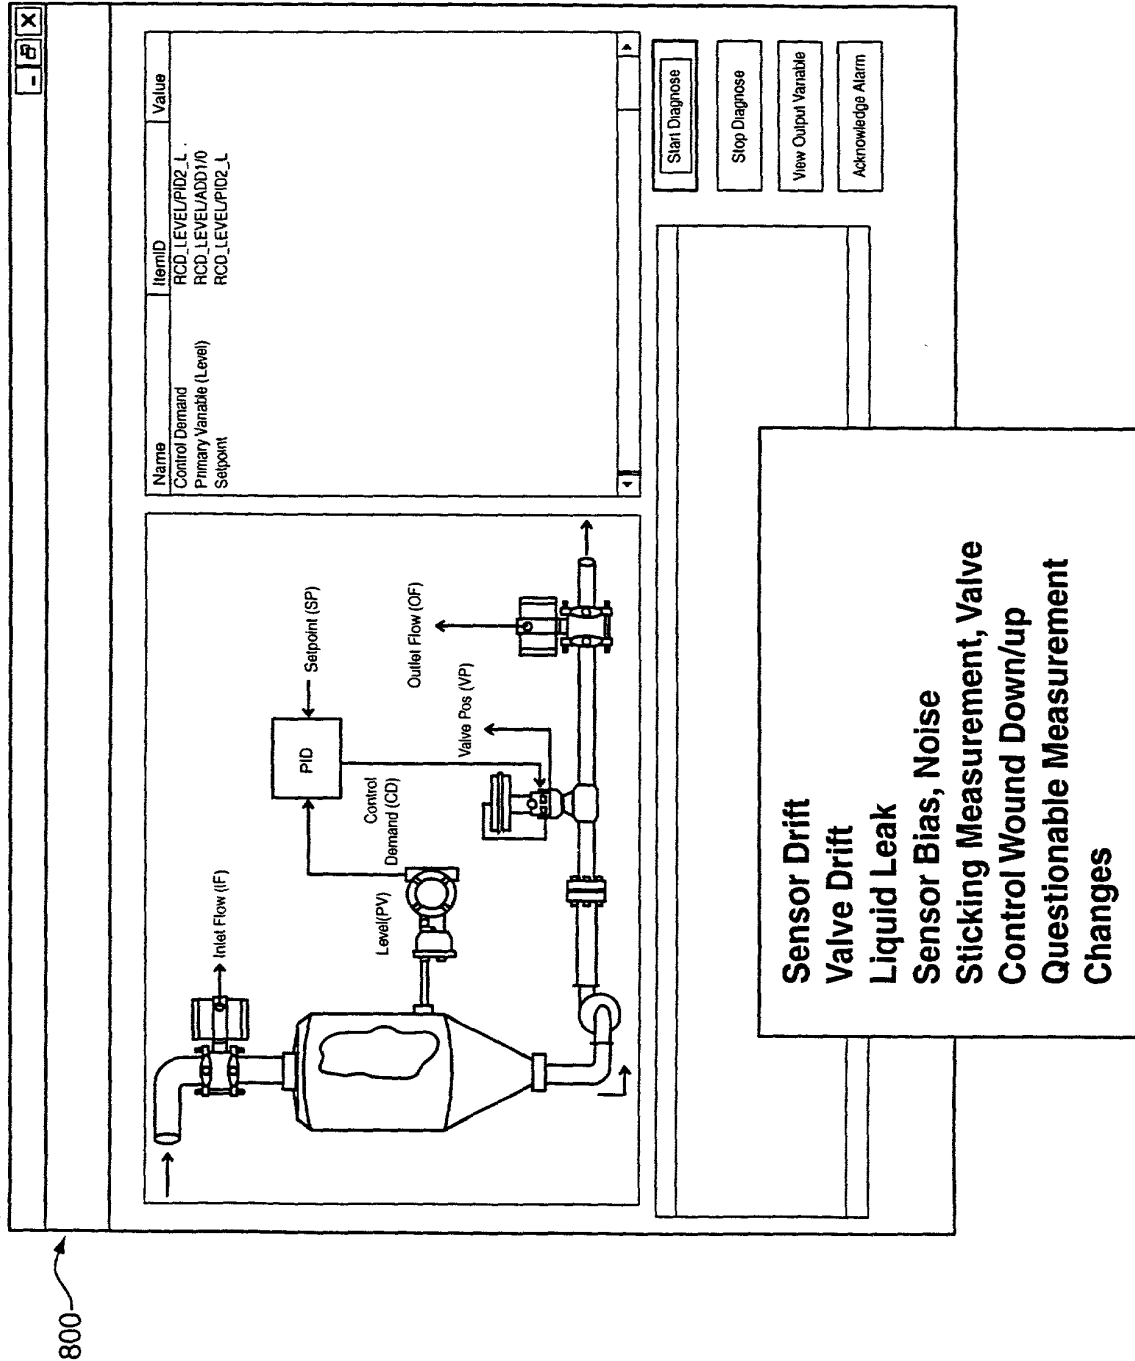 800
Inlet Flow (IF)
Level(PV)
Control
Demand (CD)
PID
Setpoint (SP)
Valve Pos (VP)
Outlet Flow (OF)
Name ItemID Value
Control Demand RCD_LEVEL/PID2_L .
Primary Variable (Level) RCD_LEVEL/ADD1/0
Setpoint RCD_LEVEL/PID2_L
Start Diagnose
Stop Diagnose
View Output Variable
Acknowledge Alarm
Sensor Drift
Valve Drift
Liquid Leak
Sensor Bias, Noise
Sticking Measurement, Valve
Control Wound Down/up
Questionable Measurement
Changes